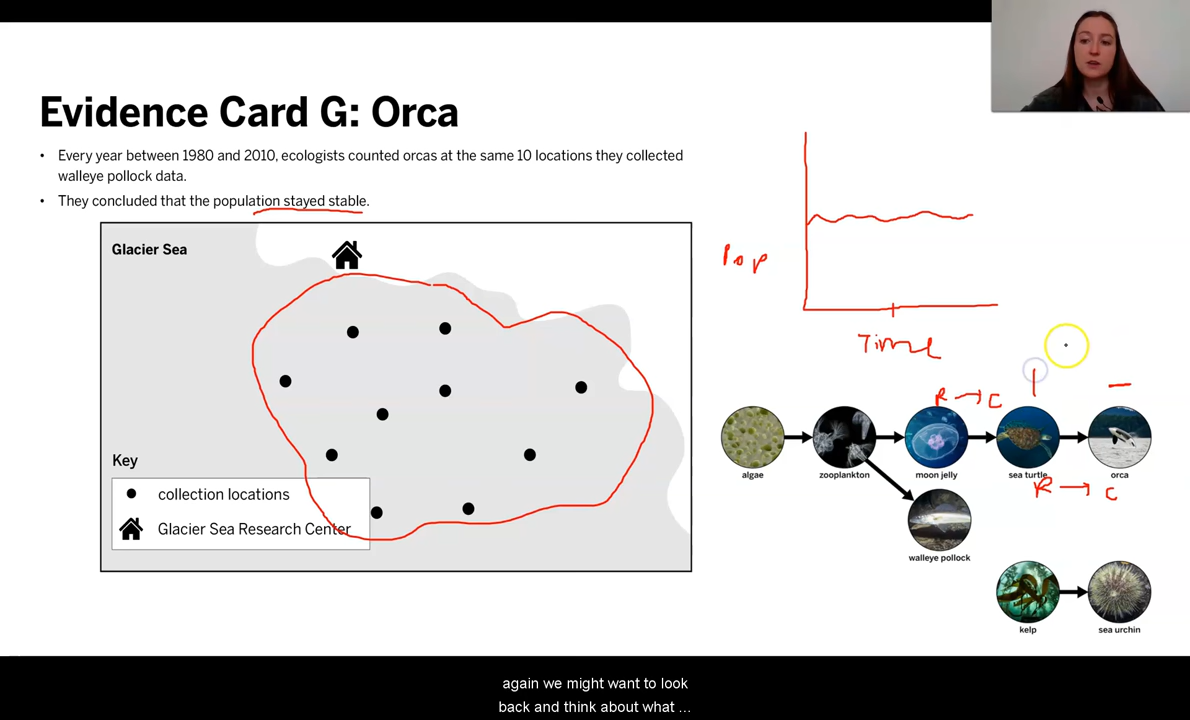 Evidence Card G: Orca
• Every year between 1980 and 2010, ecologists counted orcas at the same 10 locations they collected
walleye pollock data.
• They concluded that the population stayed stable.
Glacier Sea
Key
collection locations
Glacier Sea Research Center
Pop
Time
R → C
algae
zooplankton
moon jelly
sea turtle
orca
R → C
walleye pollock
kelp
sea urchin
again we might want to look
back and think about what ...